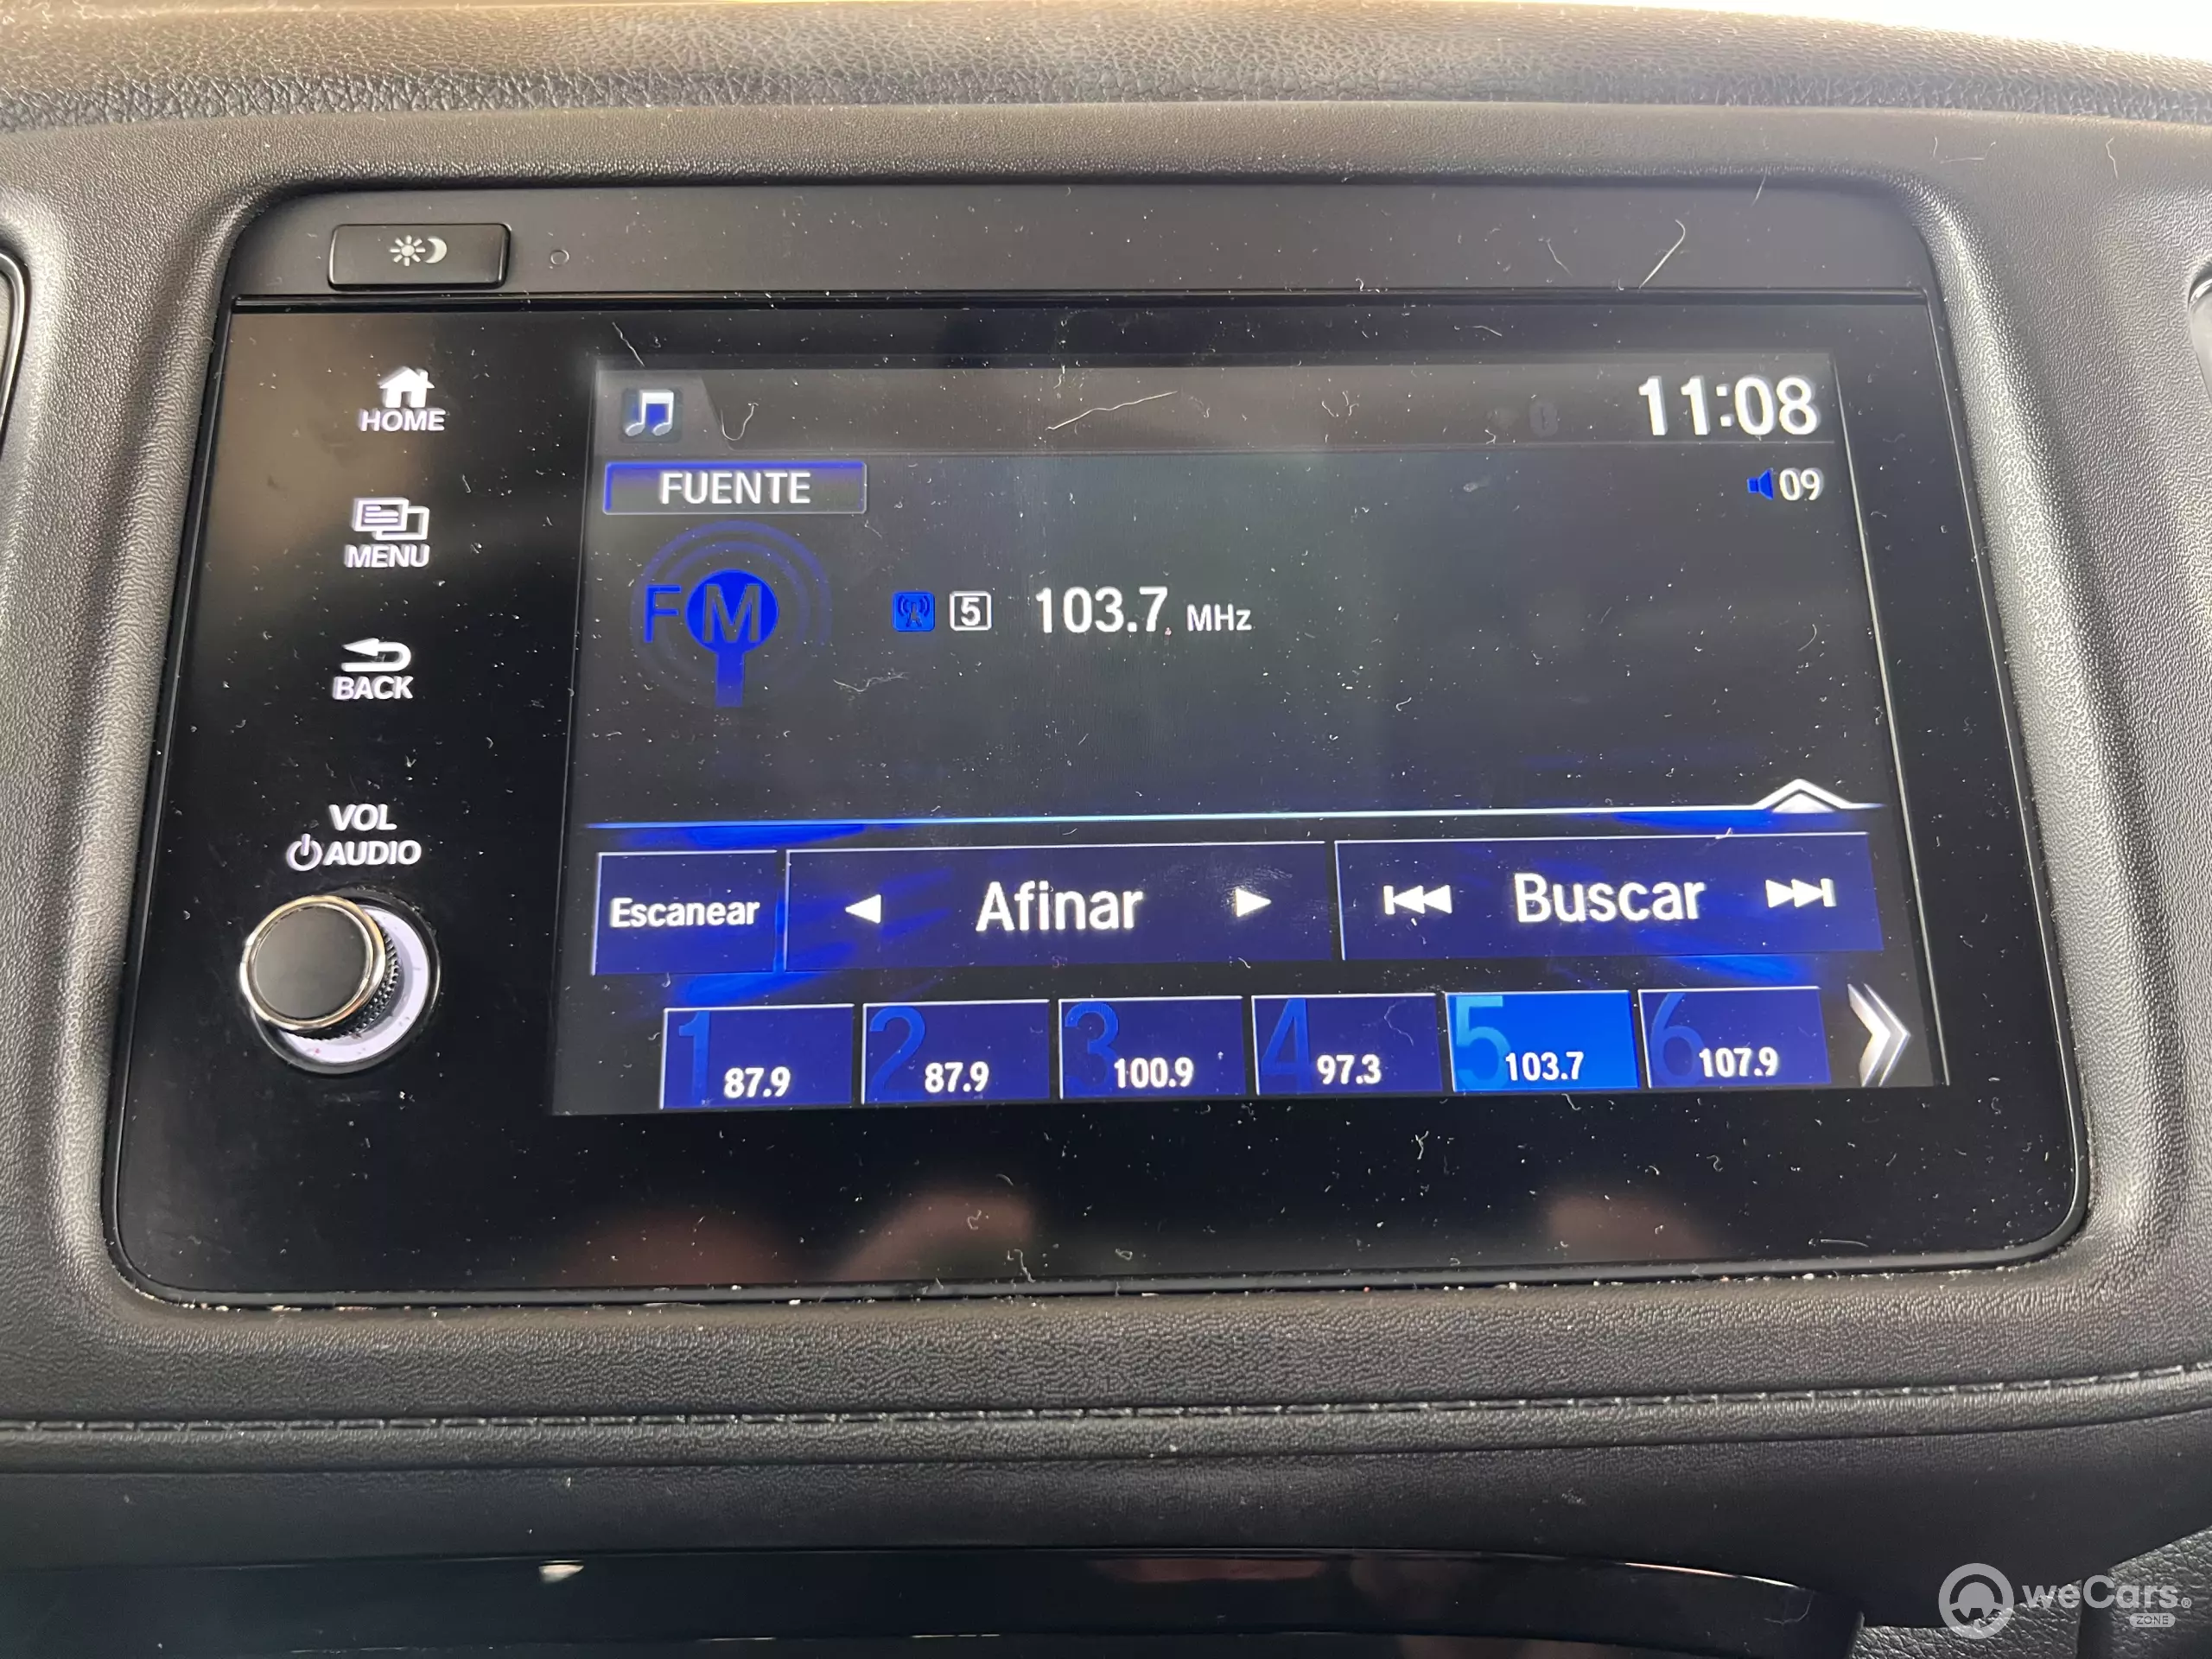 HOME
MENU
BACK
VOL
AUDIO
11:08
FUENTE
09
FM
5 103.7 MHz
Escanear Afinar Buscar
1 87.9 2 87.9 3 100.9 4 97.3 5 103.7 6 107.9
weCars®
ZONE